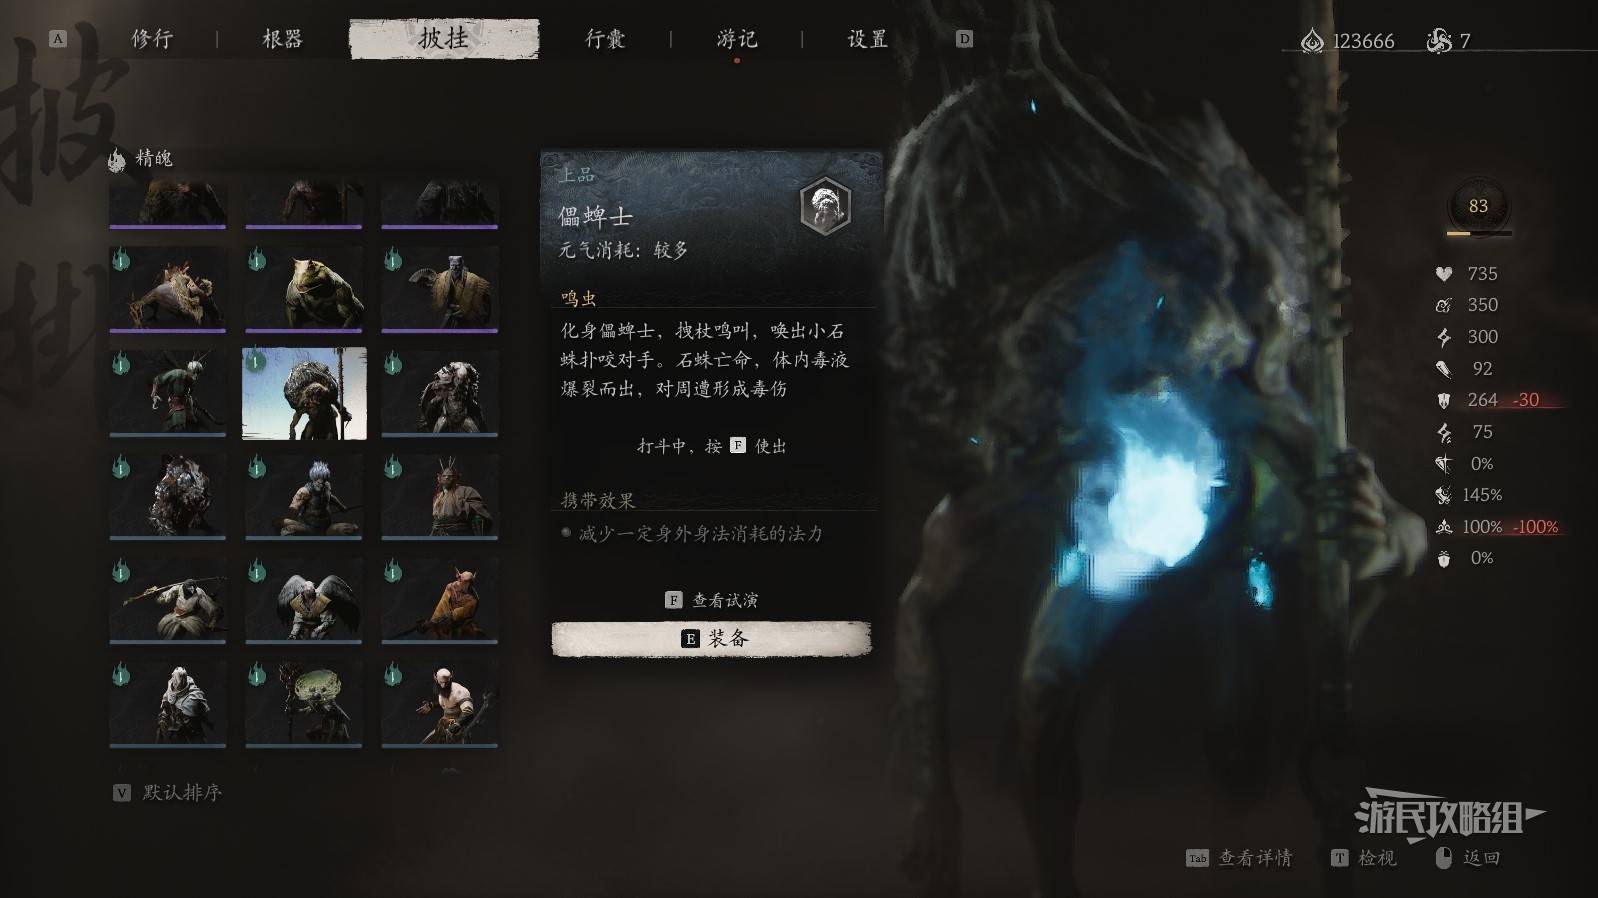 A 修行 | 根器 披挂 行囊 | 游记 | 设置 D
123666 7
披挂
精魄
上品
儡蜱士
元气消耗：较多
鸣虫
化身儡蜱士，拽杖鸣叫，唤出小石
蛛扑咬对手。石蛛亡命，体内毒液
爆裂而出，对周遭形成毒伤
打斗中，按 F 使出
携带效果
减少一定身外身法消耗的法力
F 查看试演
E 装备
V 默认排序
83
735
350
300
92
264 -30
75
0%
145%
100% -100%
0%
游民攻略组
Tab 查看详情 T 检视 返回